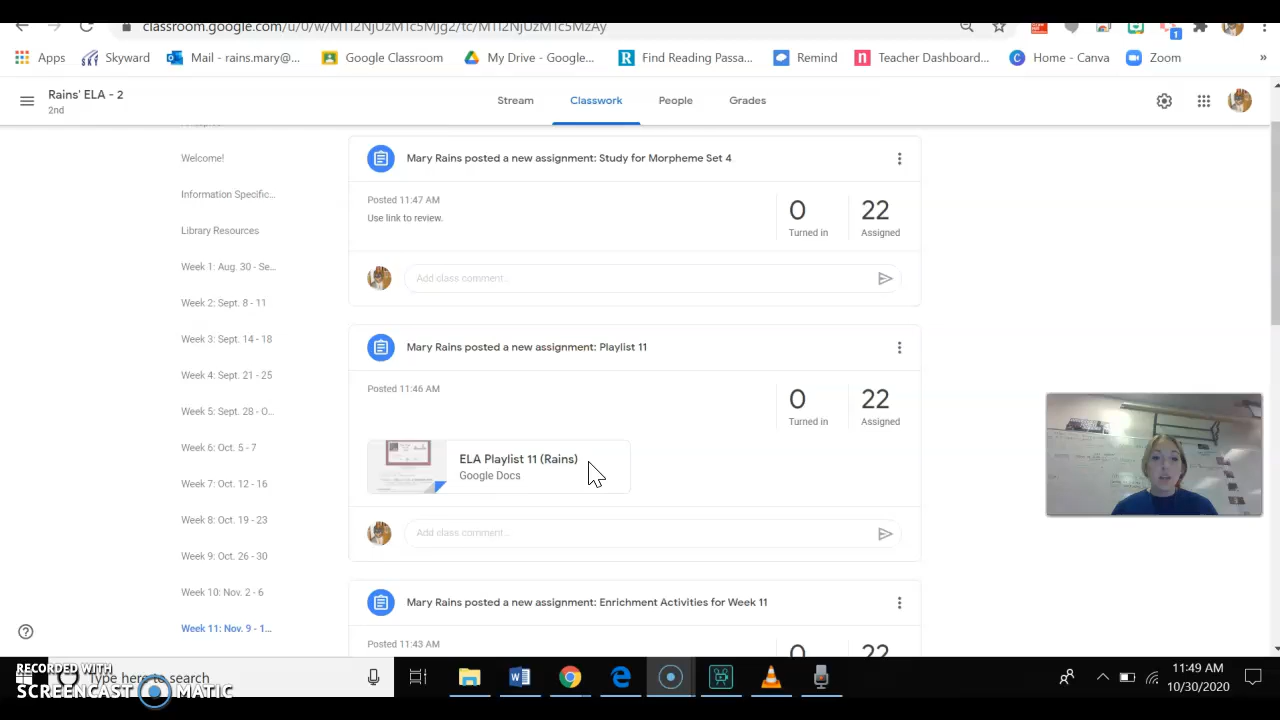 classroom.google.com/u/0/w/MTI2NjUzMTc5Mjg2/tc/MTI2NjUzMTc5MzAy
1
Apps
Skyward
Mail - rains.mary@...
Google Classroom
My Drive - Google...
Find Reading Passa...
Remind
Teacher Dashboard...
Home - Canva
Zoom
»
Rains' ELA - 2
2nd
Stream
Classwork
People
Grades
Welcome!
Information Specific...
Library Resources
Week 1: Aug. 30 - Se...
Week 2: Sept. 8 - 11
Week 3: Sept. 14 - 18
Week 4: Sept. 21 - 25
Week 5: Sept. 28 - O...
Week 6: Oct. 5 - 7
Week 7: Oct. 12 - 16
Week 8: Oct. 19 - 23
Week 9: Oct. 26 - 30
Week 10: Nov. 2 - 6
Week 11: Nov. 9 - 1...
Mary Rains posted a new assignment: Study for Morpheme Set 4
Posted 11:47 AM
Use link to review.
0
Turned in
22
Assigned
Add class comment...
Mary Rains posted a new assignment: Playlist 11
Posted 11:46 AM
0
Turned in
22
Assigned
ELA Playlist 11 (Rains)
Google Docs
Add class comment...
Mary Rains posted a new assignment: Enrichment Activities for Week 11
Posted 11:43 AM
0
22
RECORDED WITH
SCREENCAST MATIC
Type here to search
11:49 AM
10/30/2020